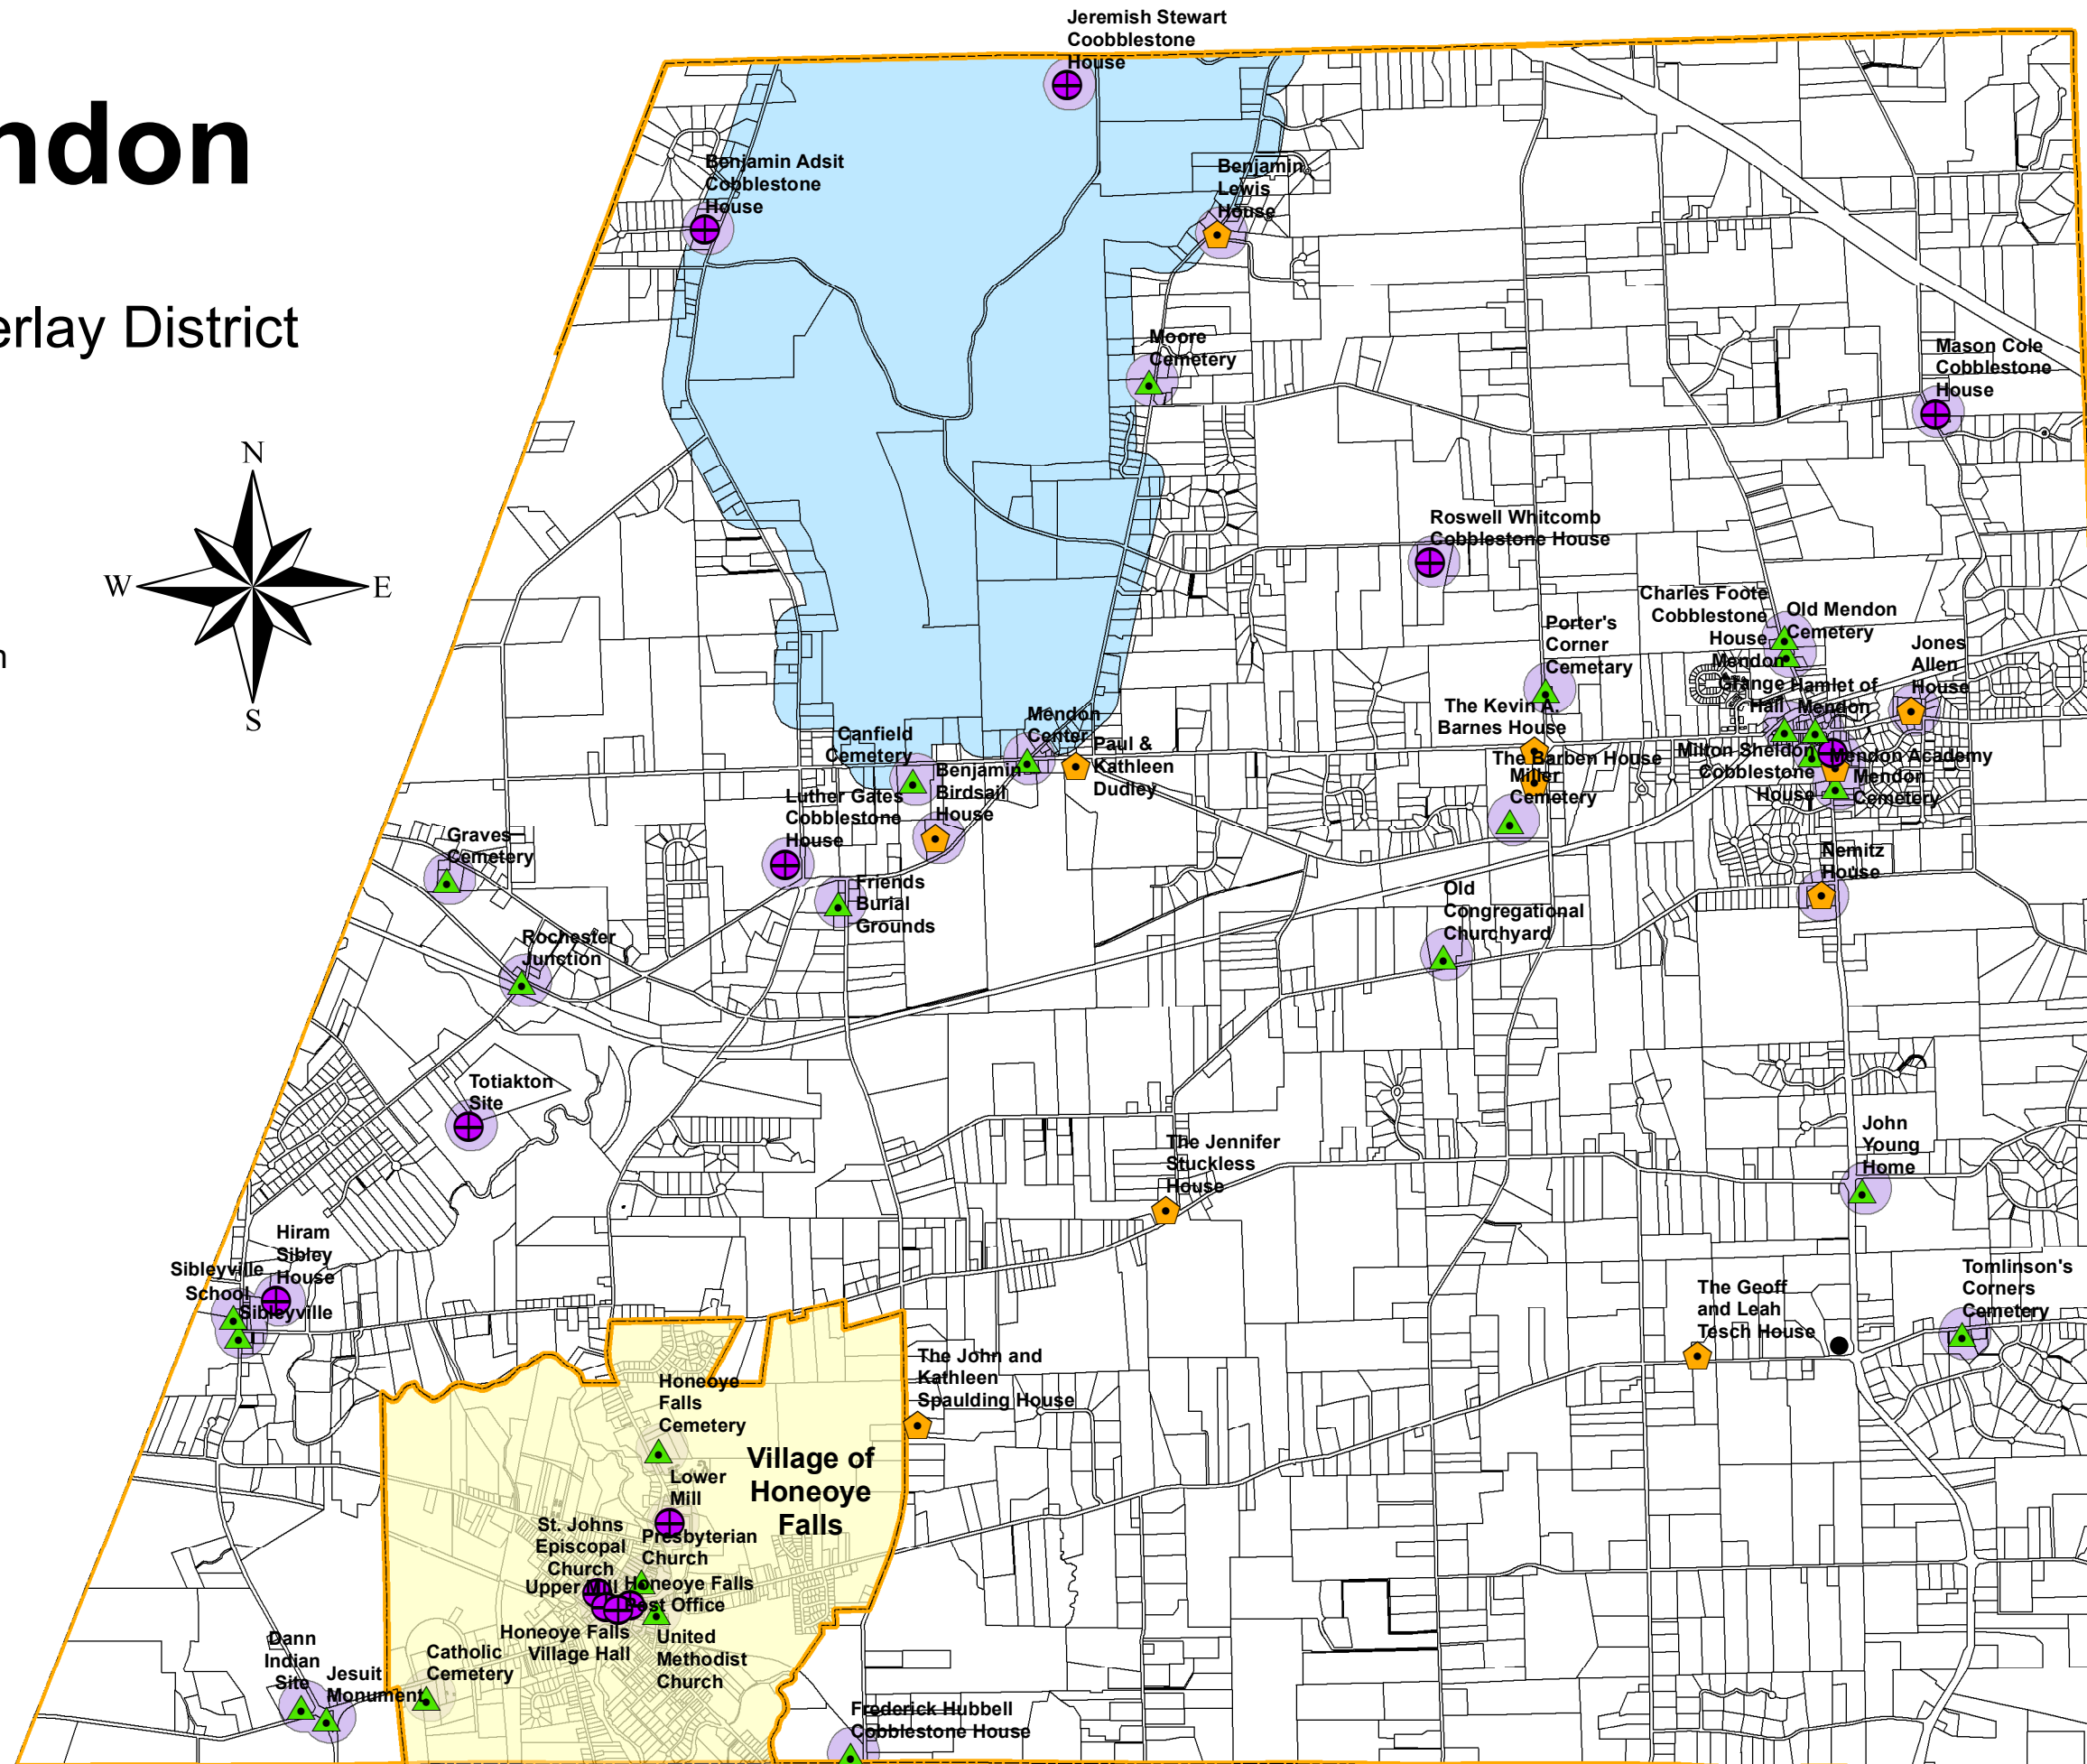 ndon
erlay District
N
W
E
S
n
Jeremish Stewart
Coobblestone
House
Benjamin Adsit
Cobblestone
House
Benjamin
Lewis
House
Moore
Cemetery
Mason Cole
Cobblestone
House
Roswell Whitcomb
Cobblestone House
Charles Foote
Cobblestone
House
Old Mendon
Cemetery
Porter's
Corner
Cemetary
Jones
Allen
House
Mendon
Grange
Hall
Hamlet of
Mendon
The Kevin A.
Barnes House
Mendon
Center
Canfield
Cemetery
Paul &
Kathleen
Dudley
The Barben House
Milton Sheldon
Cobblestone
House
Mendon Academy
Mendon
Cemetery
Miller
Cemetery
Benjamin
Birdsail
House
Luther Gates
Cobblestone
House
Graves
Cemetery
Nemitz
House
Friends
Burial
Grounds
Old
Congregational
Churchyard
Rochester
Junction
Totiakton
Site
John
Young
Home
The Jennifer
Stuckless
House
Hiram
Sibley
House
Sibleyville
School
Sibleyville
Tomlinson's
Corners
Cemetery
The Geoff
and Leah
Tesch House
The John and
Kathleen
Spaulding House
Honeoye
Falls
Cemetery
Village of
Honeoye
Falls
Lower
Mill
St. Johns
Episcopal
Church
Presbyterian
Church
Upper Mill
Honeoye Falls
Post Office
Honeoye Falls
Village Hall
United
Methodist
Church
Dann
Indian
Site
Jesuit
Monument
Catholic
Cemetery
Frederick Hubbell
Cobblestone House